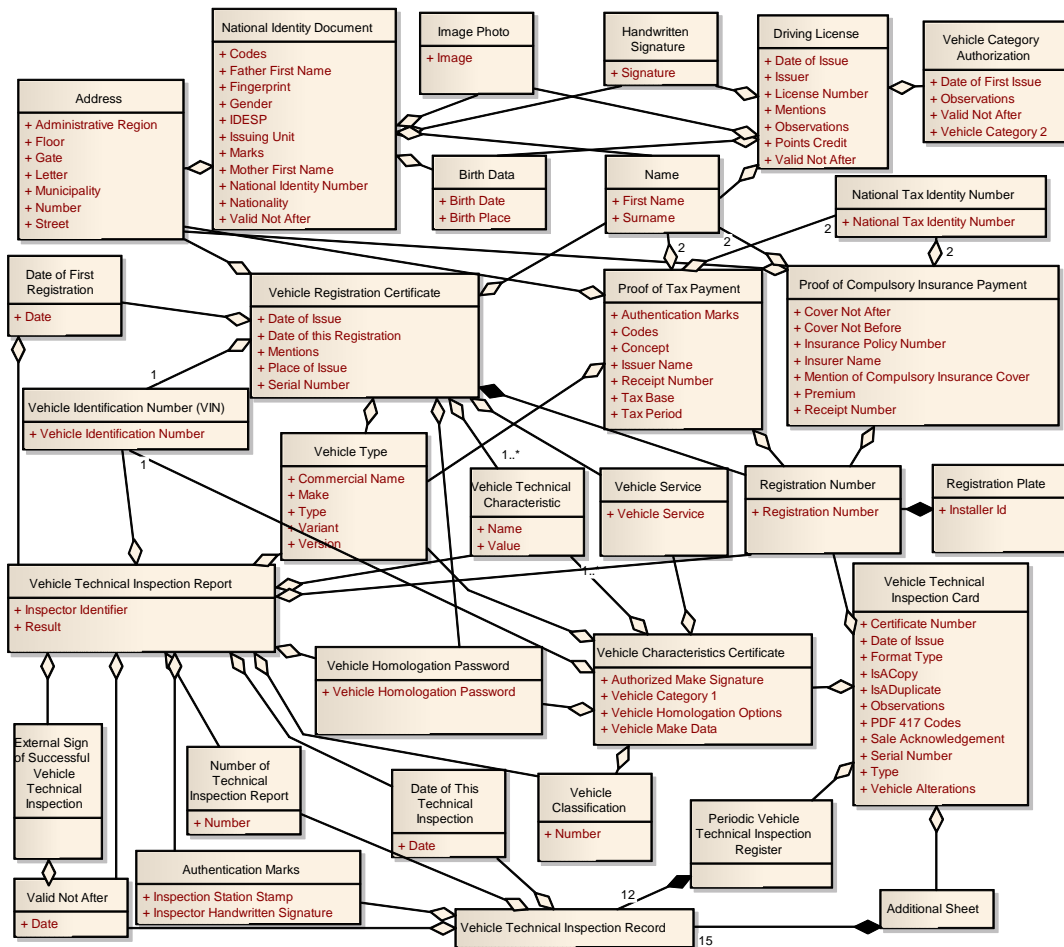 National Identity Document
+ Codes
+ Father First Name
+ Fingerprint
+ Gender
+ IDESP
+ Issuing Unit
+ Marks
+ Mother First Name
+ National Identity Number
+ Nationality
+ Valid Not After
Image Photo
+ Image
Handwritten
Signature
+ Signature
Driving License
+ Date of Issue
+ Issuer
+ License Number
+ Mentions
+ Observations
+ Points Credit
+ Valid Not After
Vehicle Category
Authorization
+ Date of First Issue
+ Observations
+ Valid Not After
+ Vehicle Category 2
Address
+ Administrative Region
+ Floor
+ Gate
+ Letter
+ Municipality
+ Number
+ Street
Birth Data
+ Birth Date
+ Birth Place
Name
+ First Name
+ Surname
National Tax Identity Number
+ National Tax Identity Number
2
2
2
2
Date of First
Registration
+ Date
Vehicle Registration Certificate
+ Date of Issue
+ Date of this Registration
+ Mentions
+ Place of Issue
+ Serial Number
Proof of Tax Payment
+ Authentication Marks
+ Codes
+ Concept
+ Issuer Name
+ Receipt Number
+ Tax Base
+ Tax Period
Proof of Compulsory Insurance Payment
+ Cover Not After
+ Cover Not Before
+ Insurance Policy Number
+ Insurer Name
+ Mention of Compulsory Insurance Cover
+ Premium
+ Receipt Number
1
Vehicle Identification Number (VIN)
+ Vehicle Identification Number
1
Vehicle Type
+ Commercial Name
+ Make
+ Type
+ Variant
+ Version
1..*
Vehicle Technical
Characteristic
+ Name
+ Value
1..*
Vehicle Service
+ Vehicle Service
Registration Number
+ Registration Number
Registration Plate
+ Installer Id
Vehicle Technical Inspection Report
+ Inspector Identifier
+ Result
Vehicle Technical
Inspection Card
+ Certificate Number
+ Date of Issue
+ Format Type
+ IsACopy
+ IsADuplicate
+ Observations
+ PDF 417 Codes
+ Sale Acknowledgement
+ Serial Number
+ Type
+ Vehicle Alterations
Vehicle Homologation Password
+ Vehicle Homologation Password
Vehicle Characteristics Certificate
+ Authorized Make Signature
+ Vehicle Category 1
+ Vehicle Homologation Options
+ Vehicle Make Data
External Sign
of Successful
Vehicle
Technical
Inspection
Number of
Technical
Inspection Report
+ Number
Date of This
Technical
Inspection
+ Date
Vehicle
Classification
+ Number
Periodic Vehicle
Technical Inspection
Register
Authentication Marks
+ Inspection Station Stamp
+ Inspector Handwritten Signature
Valid Not After
+ Date
12
Vehicle Technical Inspection Record
15
Additional Sheet